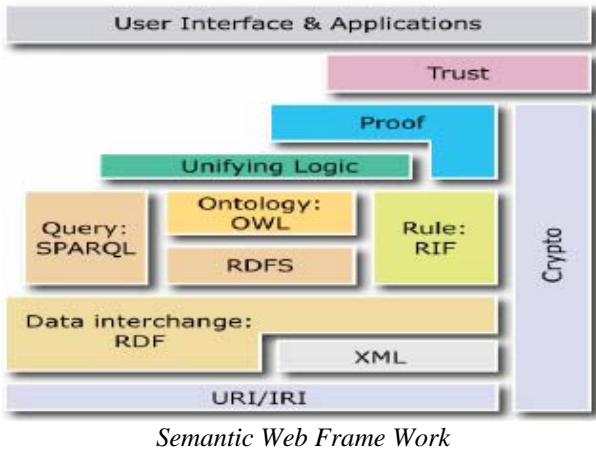 User Interface & Applications
Trust
Proof
Unifying Logic
Ontology:
OWL
Query:
SPARQL
Rule:
RIF
RDFS
Crypto
Data interchange:
RDF
XML
URI/IRI
Semantic Web Frame Work